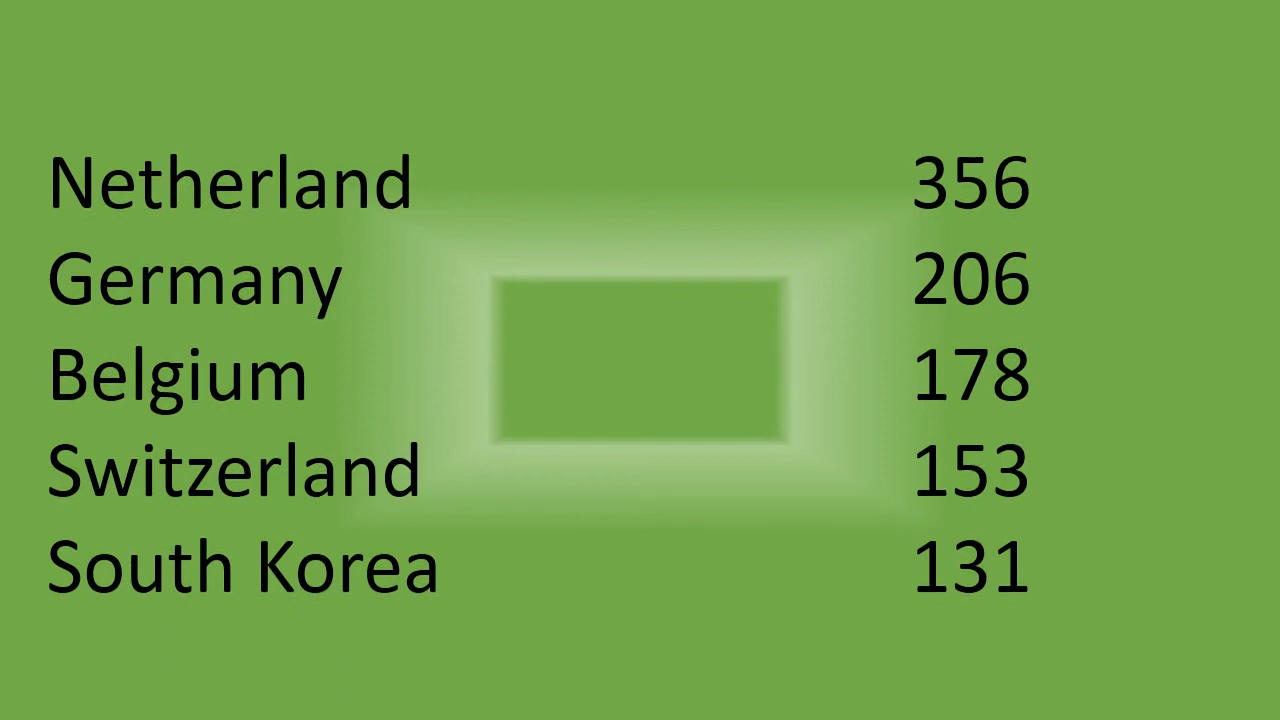 Netherland 356
Germany 206
Belgium 178
Switzerland 153
South Korea 131